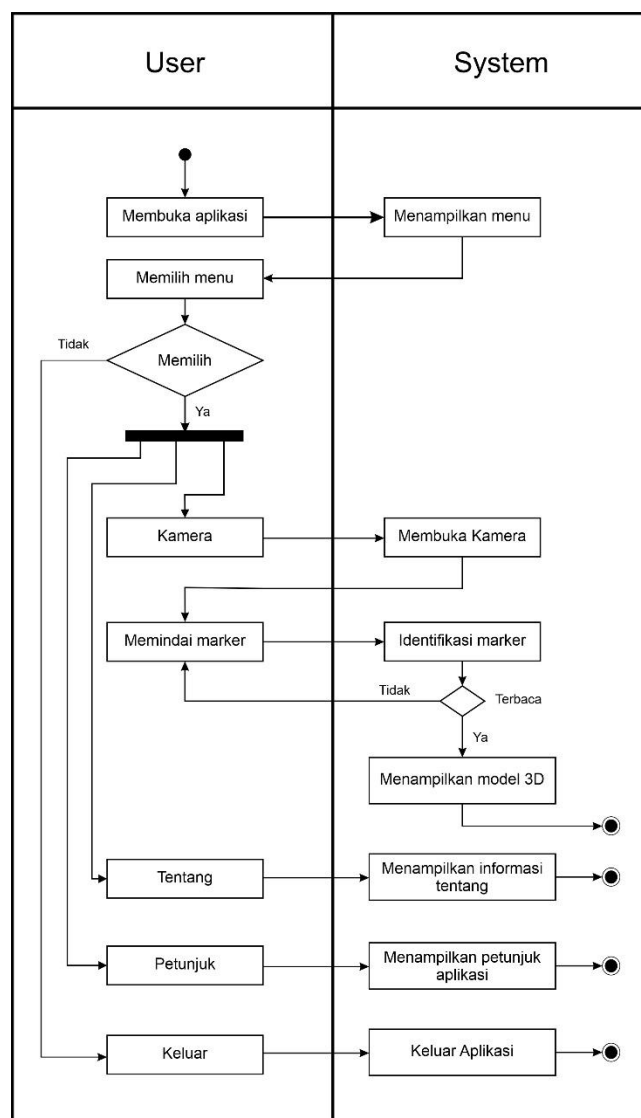 User
System
Membuka aplikasi
Menampilkan menu
Memilih menu
Tidak
Memilih
Ya
Kamera
Membuka Kamera
Memindai marker
Identifikasi marker
Tidak
Terbaca
Ya
Menampilkan model 3D
Tentang
Menampilkan informasi
tentang
Petunjuk
Menampilkan petunjuk
aplikasi
Keluar
Keluar Aplikasi